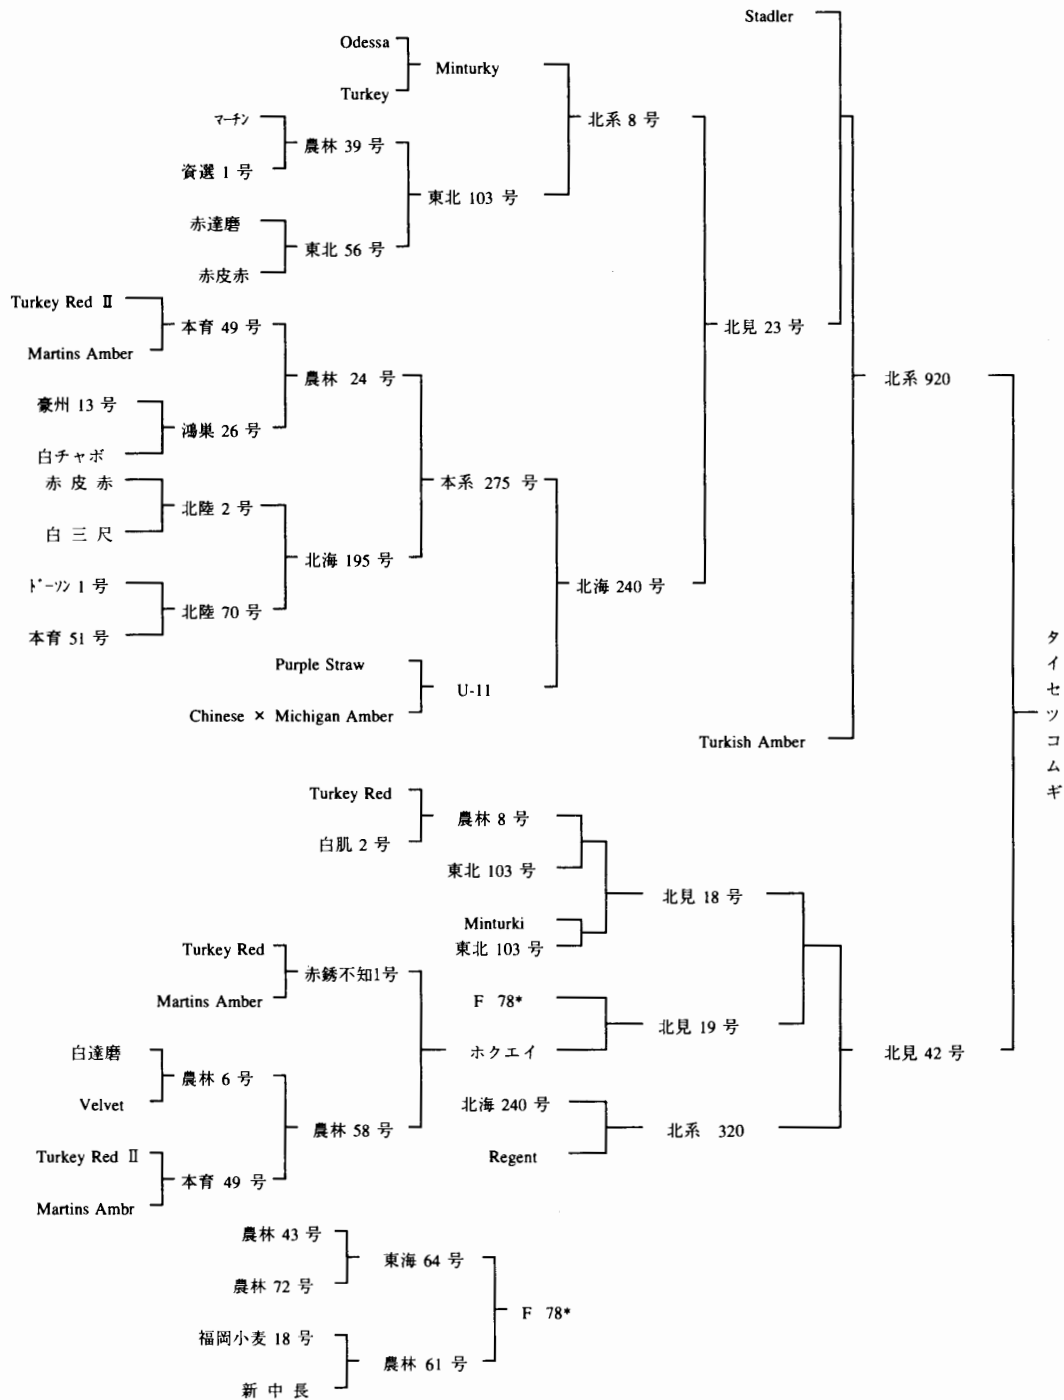 Stadler
Odessa
Minturky
Turkey
マーチン
北系 8 号
農林 39 号
資選 1 号
東北 103 号
赤達磨
東北 56 号
赤皮赤
Turkey Red Ⅱ
本育 49 号
北見 23 号
Martins Amber
農林 24 号
北系 920
豪州 13 号
鴻巣 26 号
白チャボ
赤 皮 赤
本系 275 号
北陸 2 号
白 三 尺
北海 195 号
ドーソン 1 号
北海 240 号
北陸 70 号
本育 51 号
Purple Straw
U-11
Chinese × Michigan Amber
タイセツコムギ
Turkish Amber
Turkey Red
農林 8 号
白肌 2 号
東北 103 号
北見 18 号
Minturki
東北 103 号
Turkey Red
赤銹不知1号
Martins Amber
F 78*
北見 19 号
白達磨
ホクエイ
北見 42 号
農林 6 号
Velvet
北海 240 号
農林 58 号
北系 320
Turkey Red Ⅱ
Regent
本育 49 号
Martins Ambr
農林 43 号
東海 64 号
農林 72 号
F 78*
福岡小麦 18 号
農林 61 号
新 中 長